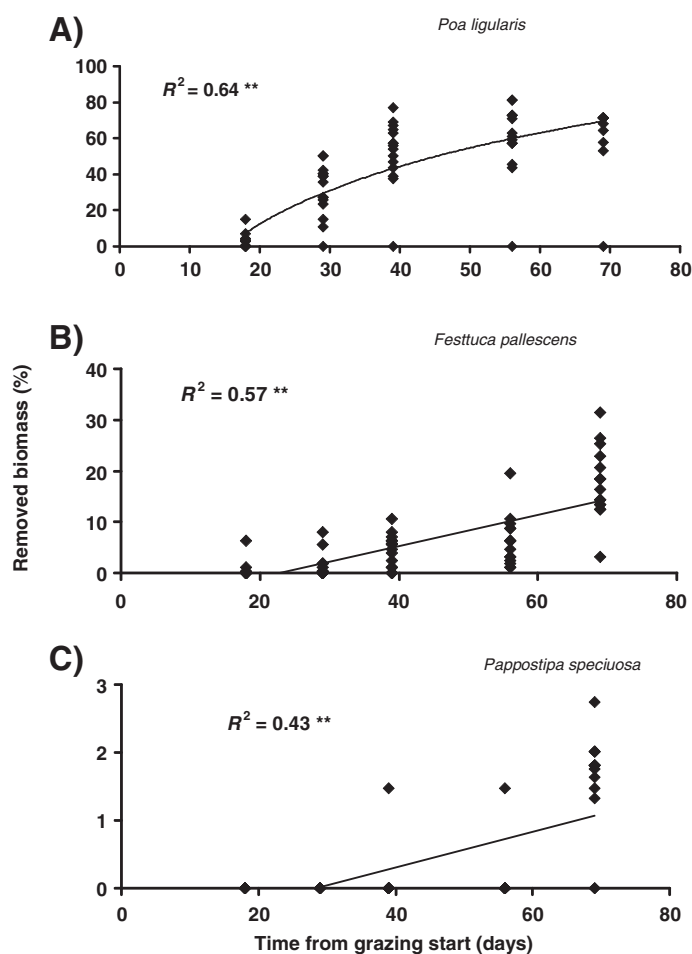 A)
Poa ligularis
R² = 0.64 **
100
80
60
40
20
0
0 10 20 30 40 50 60 70 80
B)
Festtuca pallescens
R² = 0.57 **
Removed biomass (%)
40
30
20
10
0
0 20 40 60 80
C)
Pappostipa speciuosa
R² = 0.43 **
3
2
1
0
0 20 40 60 80
Time from grazing start (days)